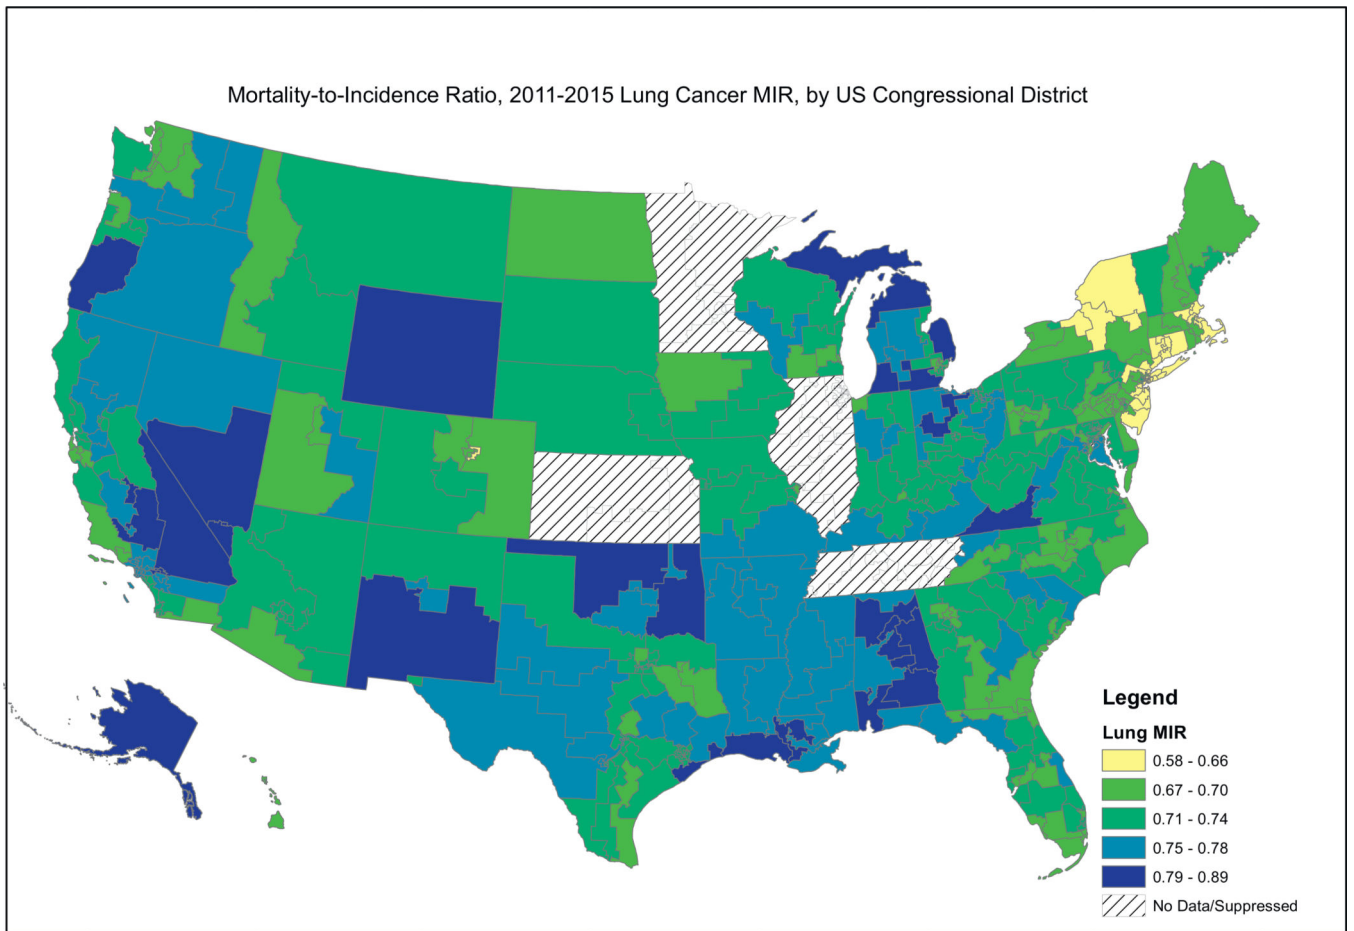 Mortality-to-Incidence Ratio, 2011-2015 Lung Cancer MIR, by US Congressional District
Legend
Lung MIR
0.58 - 0.66
0.67 - 0.70
0.71 - 0.74
0.75 - 0.78
0.79 - 0.89
No Data/Suppressed